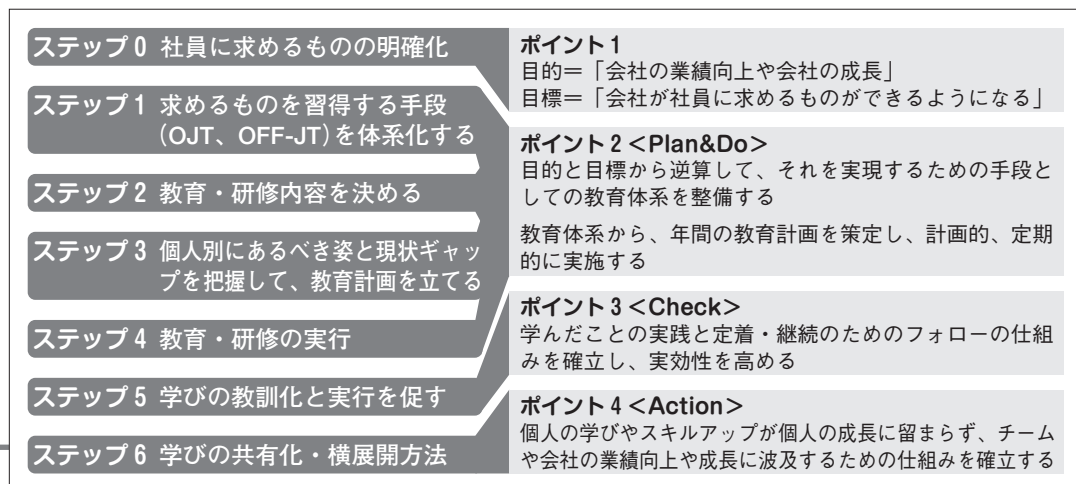 ステップ0 社員に求めるものの明確化
ステップ1 求めるものを習得する手段
(OJT、OFF-JT)を体系化する
ステップ2 教育・研修内容を決める
ステップ3 個人別にあるべき姿と現状ギャッ
プを把握して、教育計画を立てる
ステップ4 教育・研修の実行
ステップ5 学びの教訓化と実行を促す
ステップ6 学びの共有化・横展開方法
ポイント1
目的＝「会社の業績向上や会社の成長」
目標＝「会社が社員に求めるものができるようになる」
ポイント2＜Plan&Do＞
目的と目標から逆算して、それを実現するための手段と
しての教育体系を整備する
教育体系から、年間の教育計画を策定し、計画的、定期
的に実施する
ポイント3＜Check＞
学んだことの実践と定着・継続のためのフォローの仕組
みを確立し、実効性を高める
ポイント4＜Action＞
個人の学びやスキルアップが個人の成長に留まらず、チーム
や会社の業績向上や成長に波及するための仕組みを確立する